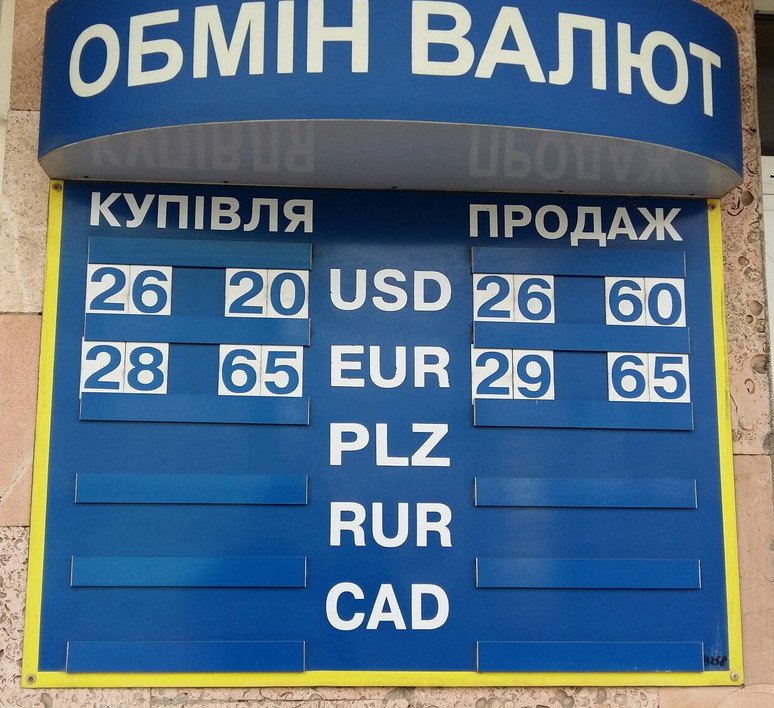 ОБМІН ВАЛЮТ
КУПІВЛЯ ПРОДАЖ
26 20 USD 26 60
28 65 EUR 29 65
PLZ
RUR
CAD